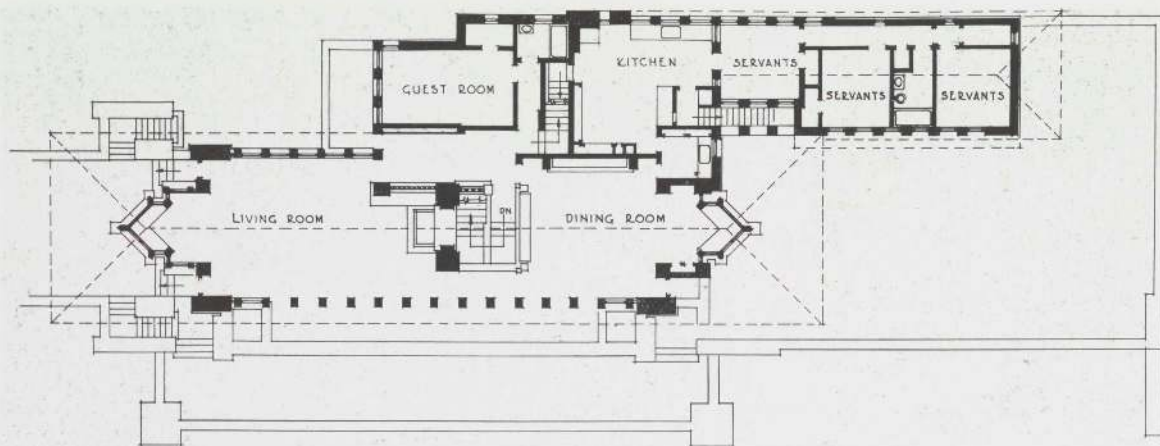 KITCHEN
SERVANTS
GUEST ROOM
SERVANTS
SERVANTS
LIVING ROOM
DN
DINING ROOM